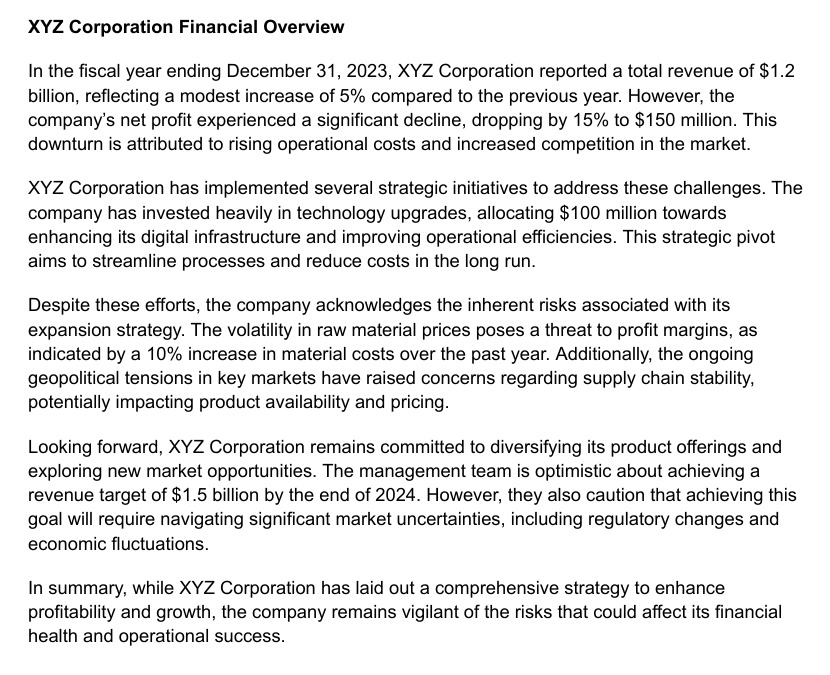 XYZ Corporation Financial Overview
In the fiscal year ending December 31, 2023, XYZ Corporation reported a total revenue of $1.2
billion, reflecting a modest increase of 5% compared to the previous year. However, the
company’s net profit experienced a significant decline, dropping by 15% to $150 million. This
downturn is attributed to rising operational costs and increased competition in the market.
XYZ Corporation has implemented several strategic initiatives to address these challenges. The
company has invested heavily in technology upgrades, allocating $100 million towards
enhancing its digital infrastructure and improving operational efficiencies. This strategic pivot
aims to streamline processes and reduce costs in the long run.
Despite these efforts, the company acknowledges the inherent risks associated with its
expansion strategy. The volatility in raw material prices poses a threat to profit margins, as
indicated by a 10% increase in material costs over the past year. Additionally, the ongoing
geopolitical tensions in key markets have raised concerns regarding supply chain stability,
potentially impacting product availability and pricing.
Looking forward, XYZ Corporation remains committed to diversifying its product offerings and
exploring new market opportunities. The management team is optimistic about achieving a
revenue target of $1.5 billion by the end of 2024. However, they also caution that achieving this
goal will require navigating significant market uncertainties, including regulatory changes and
economic fluctuations.
In summary, while XYZ Corporation has laid out a comprehensive strategy to enhance
profitability and growth, the company remains vigilant of the risks that could affect its financial
health and operational success.